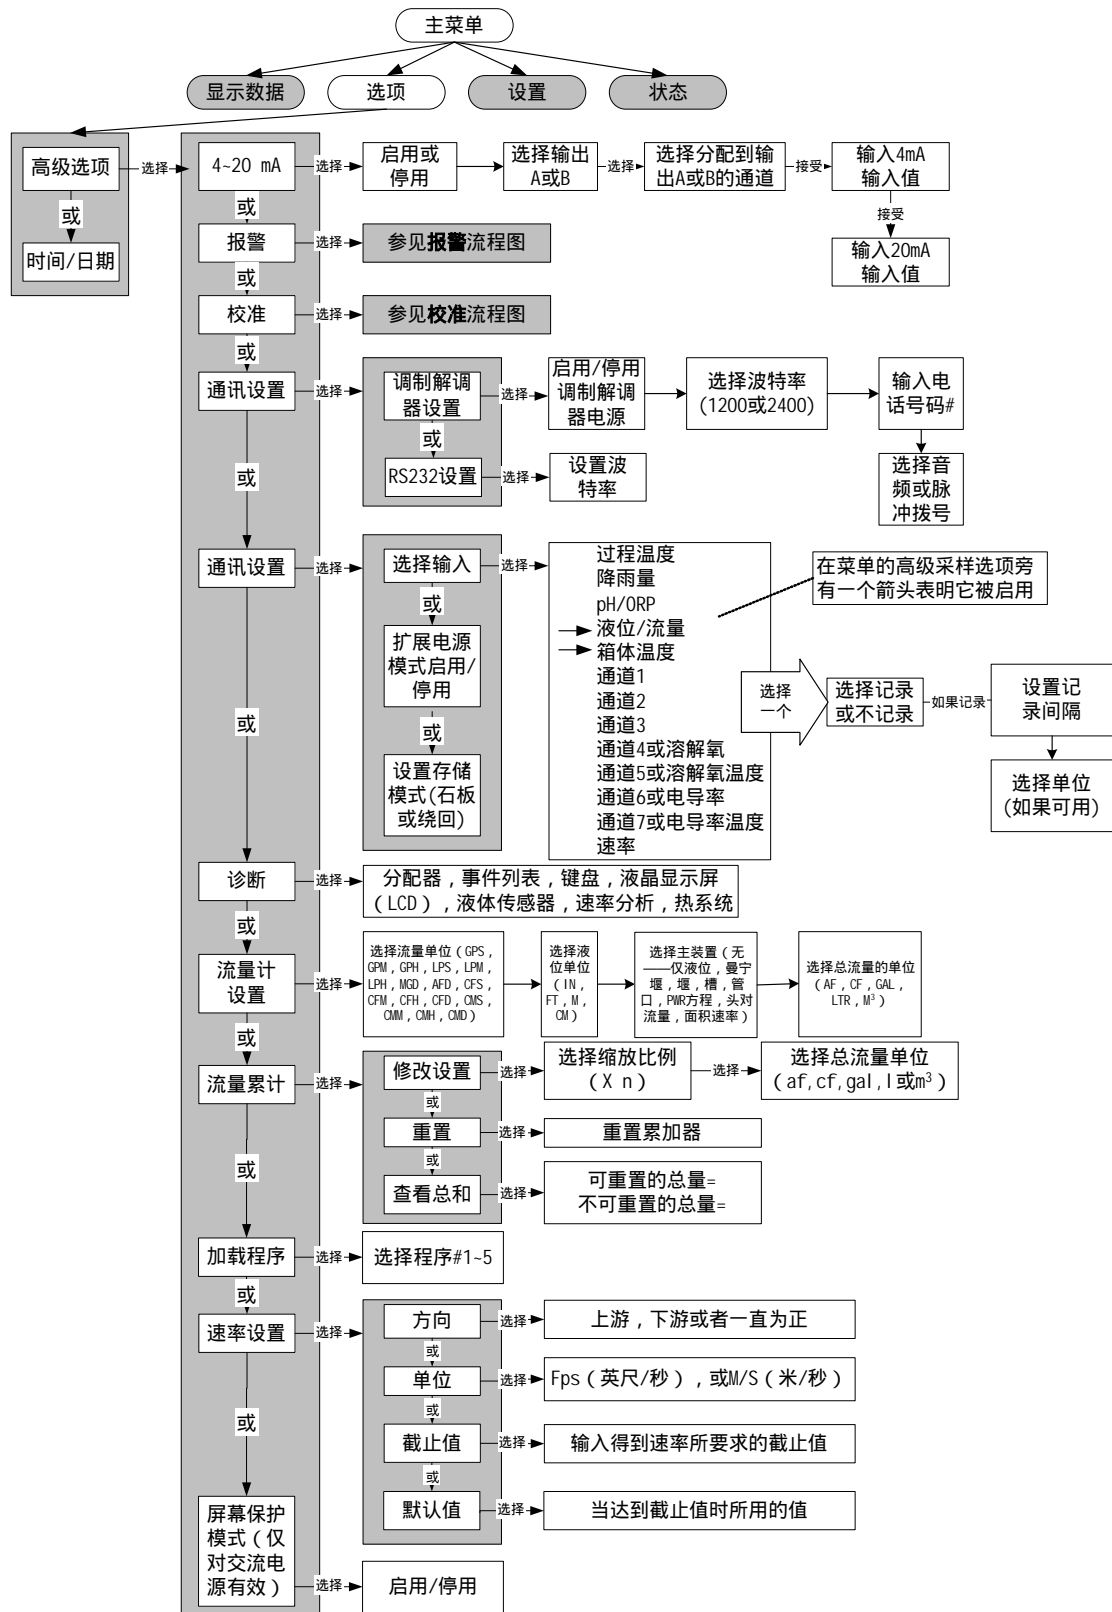 主菜单
显示数据
选项
设置
状态
高级选项
选择
或
时间/日期
4~20 mA
选择
启用或
停用
选择输出
A或B
选择
选择分配到输
出A或B的通道
接受
输入4mA
输入值
接受
输入20mA
输入值
或
报警
选择
参见报警流程图
或
校准
选择
参见校准流程图
或
通讯设置
选择
调制解调
器设置
选择
启用/停用
调制解调
器电源
选择波特率
(1200或2400)
输入电
话号码#
选择音
频或脉
冲拨号
或
RS232设置
选择
设置波
特率
或
通讯设置
选择
选择输入
选择
或
扩展电源
模式启用/
停用
或
设置存储
模式(石板
或绕回)
过程温度
降雨量
pH/ORP
液位/流量
箱体温度
通道1
通道2
通道3
通道4或溶解氧
通道5或溶解氧温度
通道6或电导率
通道7或电导率温度
速率
在菜单的高级采样选项旁
有一个箭头表明它被启用
选择
一个
选择记录
或不记录
如果记录
设置记
录间隔
选择单位
(如果可用)
或
诊断
选择
分配器，事件列表，键盘，液晶显示屏
（LCD），液体传感器，速率分析，热系统
或
流量计
设置
选择
选择流量单位（GPS，
GPM，GPH，LPS，LPM，
LPH，MGD，AFD，CFS，
CFM，CFH，CFD，CMS，
CMM，CMH，CMD）
选择液
位单位
（IN，
FT，M，
CM）
选择主装置（无
——仅液位，曼宁
堰，堰，槽，管
口，PWR方程，头对
流量，面积速率）
选择总流量的单位
（AF，CF，GAL，
LTR，M³）
或
流量累计
选择
修改设置
选择
选择缩放比例
（X n）
选择
选择总流量单位
（af,cf,gal,l或m³）
或
重置
选择
重置累加器
或
查看总和
选择
可重置的总量=
不可重置的总量=
或
加载程序
选择
选择程序#1~5
或
速率设置
选择
方向
选择
上游，下游或者一直为正
或
单位
选择
Fps（英尺/秒），或M/S（米/秒）
或
截止值
选择
输入得到速率所要求的截止值
或
默认值
选择
当达到截止值时所用的值
或
屏幕保护
模式（仅
对交流电
源有效）
选择
启用/停用